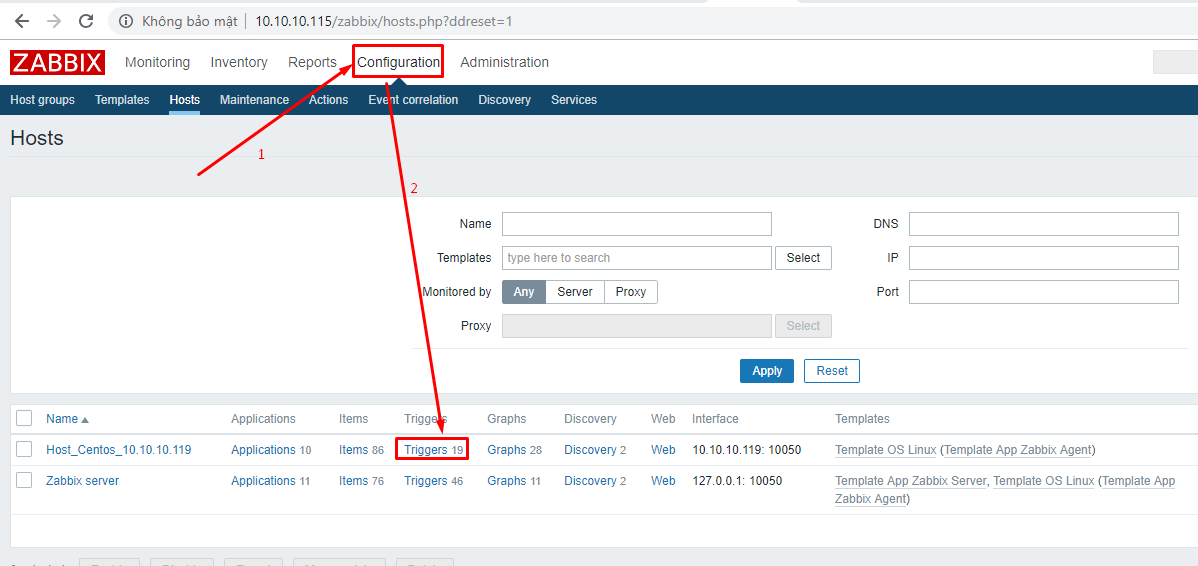 Không bảo mật 10.10.10.115/zabbix/hosts.php?ddreset=1
ZABBIX Monitoring Inventory Reports Configuration Administration
Host groups Templates Hosts Maintenance Actions Event correlation Discovery Services
Hosts
1
2
Name DNS
Templates type here to search Select IP
Monitored by Any Server Proxy Port
Proxy Select
Apply Reset
Name Applications Items Triggers Graphs Discovery Web Interface Templates
Host_Centos_10.10.10.119 Applications 10 Items 86 Triggers 19 Graphs 28 Discovery 2 Web 10.10.10.119: 10050 Template OS Linux (Template App Zabbix Agent)
Zabbix server Applications 11 Items 76 Triggers 46 Graphs 11 Discovery 2 Web 127.0.0.1: 10050 Template App Zabbix Server, Template OS Linux (Template App
Zabbix Agent)